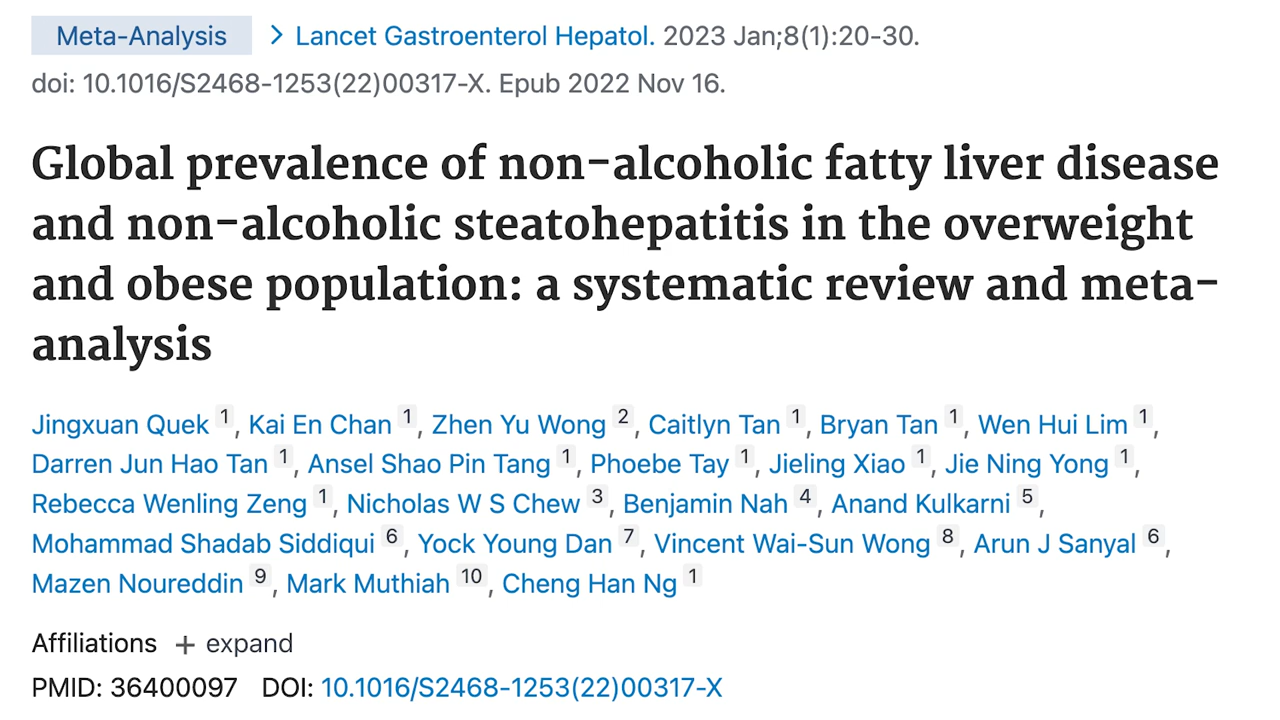 Meta-Analysis > Lancet Gastroenterol Hepatol. 2023 Jan;8(1):20-30.
doi: 10.1016/S2468-1253(22)00317-X. Epub 2022 Nov 16.
Global prevalence of non-alcoholic fatty liver disease
and non-alcoholic steatohepatitis in the overweight
and obese population: a systematic review and meta-
analysis
Jingxuan Quek 1, Kai En Chan 1, Zhen Yu Wong 2, Caitlyn Tan 1, Bryan Tan 1, Wen Hui Lim 1,
Darren Jun Hao Tan 1, Ansel Shao Pin Tang 1, Phoebe Tay 1, Jieling Xiao 1, Jie Ning Yong 1,
Rebecca Wenling Zeng 1, Nicholas W S Chew 3, Benjamin Nah 4, Anand Kulkarni 5,
Mohammad Shadab Siddiqui 6, Yock Young Dan 7, Vincent Wai-Sun Wong 8, Arun J Sanyal 6,
Mazen Noureddin 9, Mark Muthiah 10, Cheng Han Ng 1
Affiliations + expand
PMID: 36400097 DOI: 10.1016/S2468-1253(22)00317-X